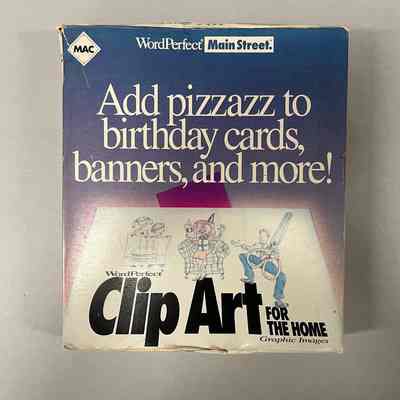 MAC
WordPerfect® Main Street.
Add pizzazz to
birthday cards,
banners, and more!
WordPerfect®
Clip Art FOR
THE HOME
Graphic Images